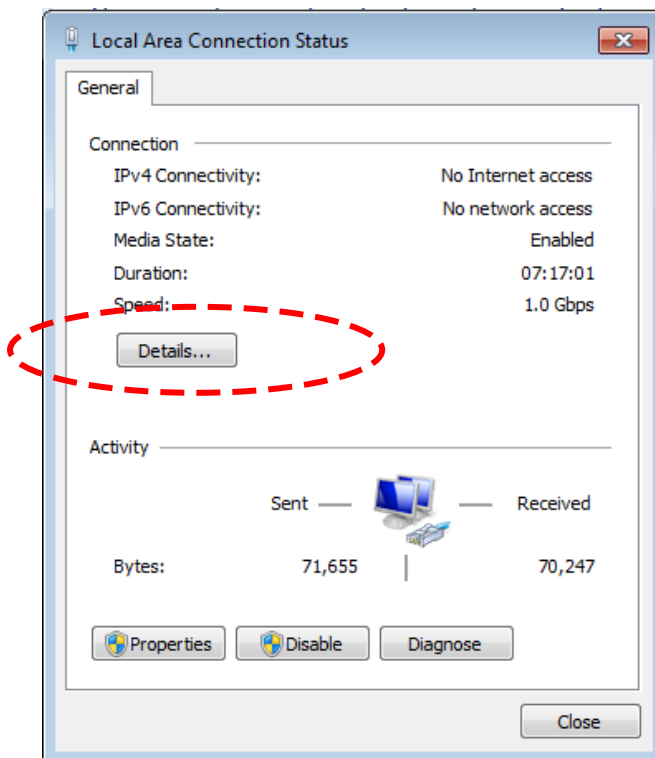 Local Area Connection Status
General
Connection
IPv4 Connectivity: No Internet access
IPv6 Connectivity: No network access
Media State: Enabled
Duration: 07:17:01
Speed: 1.0 Gbps
Details...
Activity
Sent Received
Bytes: 71,655 70,247
Properties Disable Diagnose
Close